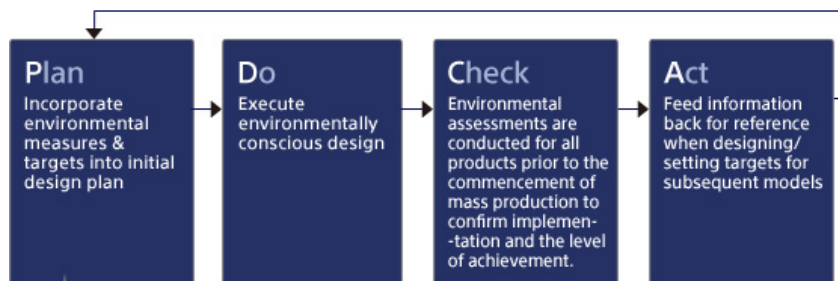 Plan
Incorporate
environmental
measures &
targets into initial
design plan
Do
Execute
environmentally
conscious design
Check
Environmental
assessments are
conducted for all
products prior to the
commencement of
mass production to
confirm implemen-
-tation and the level
of achievement.
Act
Feed information
back for reference
when designing/
setting targets for
subsequent models